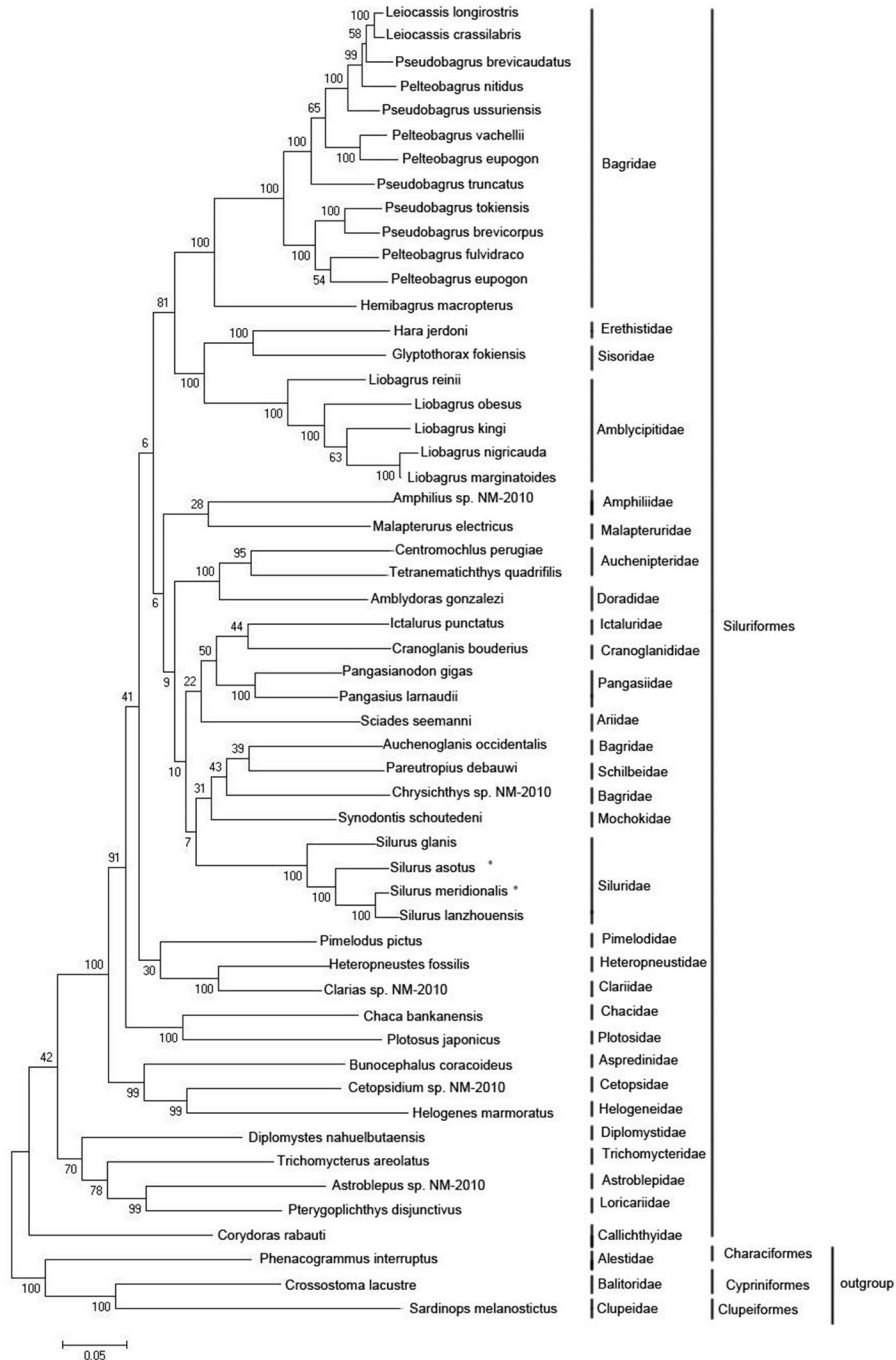 100 Leiocassis longirostris
58 Leiocassis crassilabris
99 Pseudobagrus brevicaudatus
100 Pelteobagrus nitidus
65 Pseudobagrus ussuriensis
100 Pelteobagrus vachellii
100 Pelteobagrus eupogon Bagridae
100 Pseudobagrus truncatus
100 Pseudobagrus tokiensis
100 Pseudobagrus brevicorpus
100 Pelteobagrus fulvidraco
54 Pelteobagrus eupogon
Hemibagrus macropterus
81
100 Hara jerdoni Erethistidae
Glyptothorax fokiensis Sisoridae
100 Liobagrus reinii
100 Liobagrus obesus
100 Liobagrus kingi Amblycipitidae
6 63 Liobagrus nigricauda
100 Liobagrus marginatoides
28 Amphilius sp. NM-2010 Amphiliidae
Malapterurus electricus Malapteruridae
95 Centromochlus perugiae Auchenipteridae
100 Tetranematichthys quadrifilis
6 Amblydoras gonzalezi Doradidae
44 Ictalurus punctatus Ictaluridae Siluriformes
50 Cranoglanis bouderius Cranoglanididae
9 22 Pangasianodon gigas Pangasiidae
41 100 Pangasius larnaudii
Sciades seemanni Ariidae
39 Auchenoglanis occidentalis Bagridae
10 43 Pareutropius debauwi Schilbeidae
31 Chrysichthys sp. NM-2010 Bagridae
Synodontis schoutedeni Mochokidae
7 Silurus glanis
91 100 Silurus asotus *
100 Silurus meridionalis * Siluridae
100 Silurus lanzhouensis
Pimelodus pictus Pimelodidae
100 30 Heteropneustes fossilis Heteropneustidae
100 Clarias sp. NM-2010 Clariidae
Chaca bankanensis Chacidae
100 Plotosus japonicus Plotosidae
42 Bunocephalus coracoideus Aspredinidae
99 Cetopsidium sp. NM-2010 Cetopsidae
99 Helogenes marmoratus Helogeneidae
Diplomystes nahuelbutaensis Diplomystidae
70 Trichomycterus areolatus Trichomycteridae
78 Astroblepus sp. NM-2010 Astroblepidae
99 Pterygoplichthys disjunctivus Loricariidae
Corydoras rabauti Callichthyidae
Phenacogrammus interruptus Alestidae Characiformes
100 Crossostoma lacustre Balitoridae Cypriniformes outgroup
100 Sardinops melanostictus Clupeidae Clupeiformes
0.05